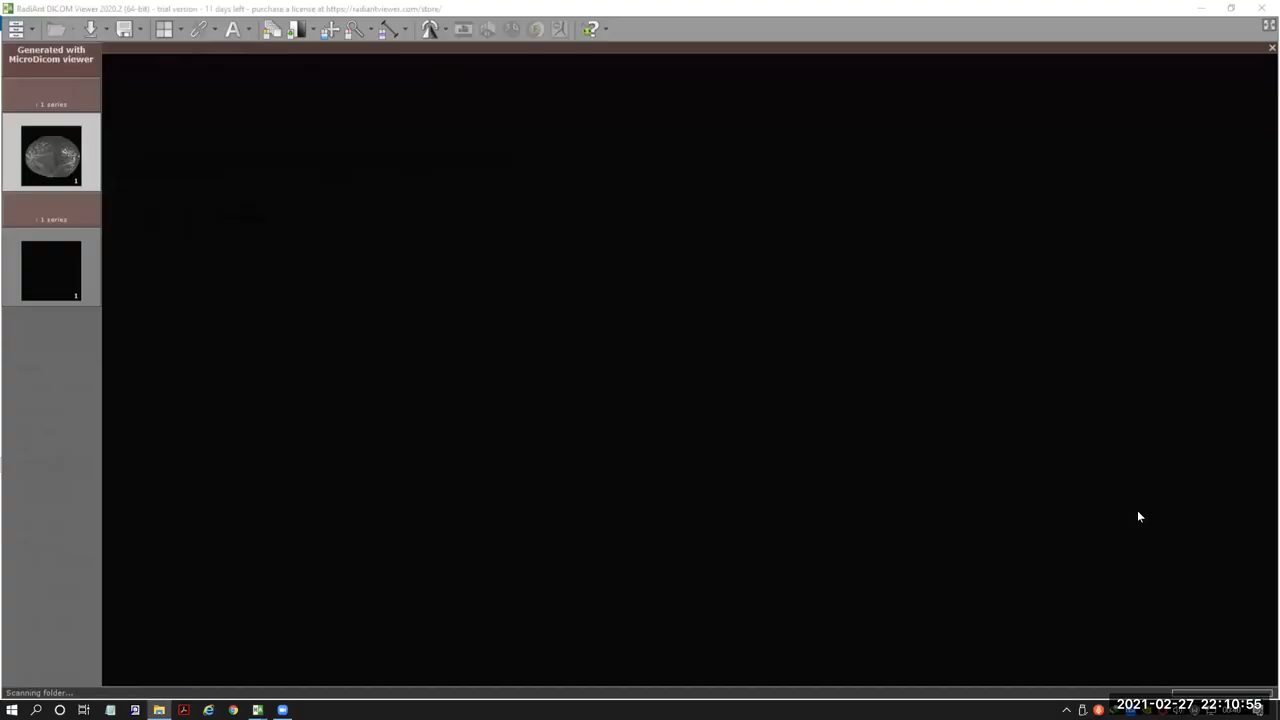 RadiAnt DICOM Viewer 2020.2 (64-bit) - trial version - 11 days left - purchase a license at https://radiantviewer.com/store/
Generated with
MicroDicom viewer
: 1 series
1
: 1 series
1
Scanning folder...
2021-02-27 22:10:55